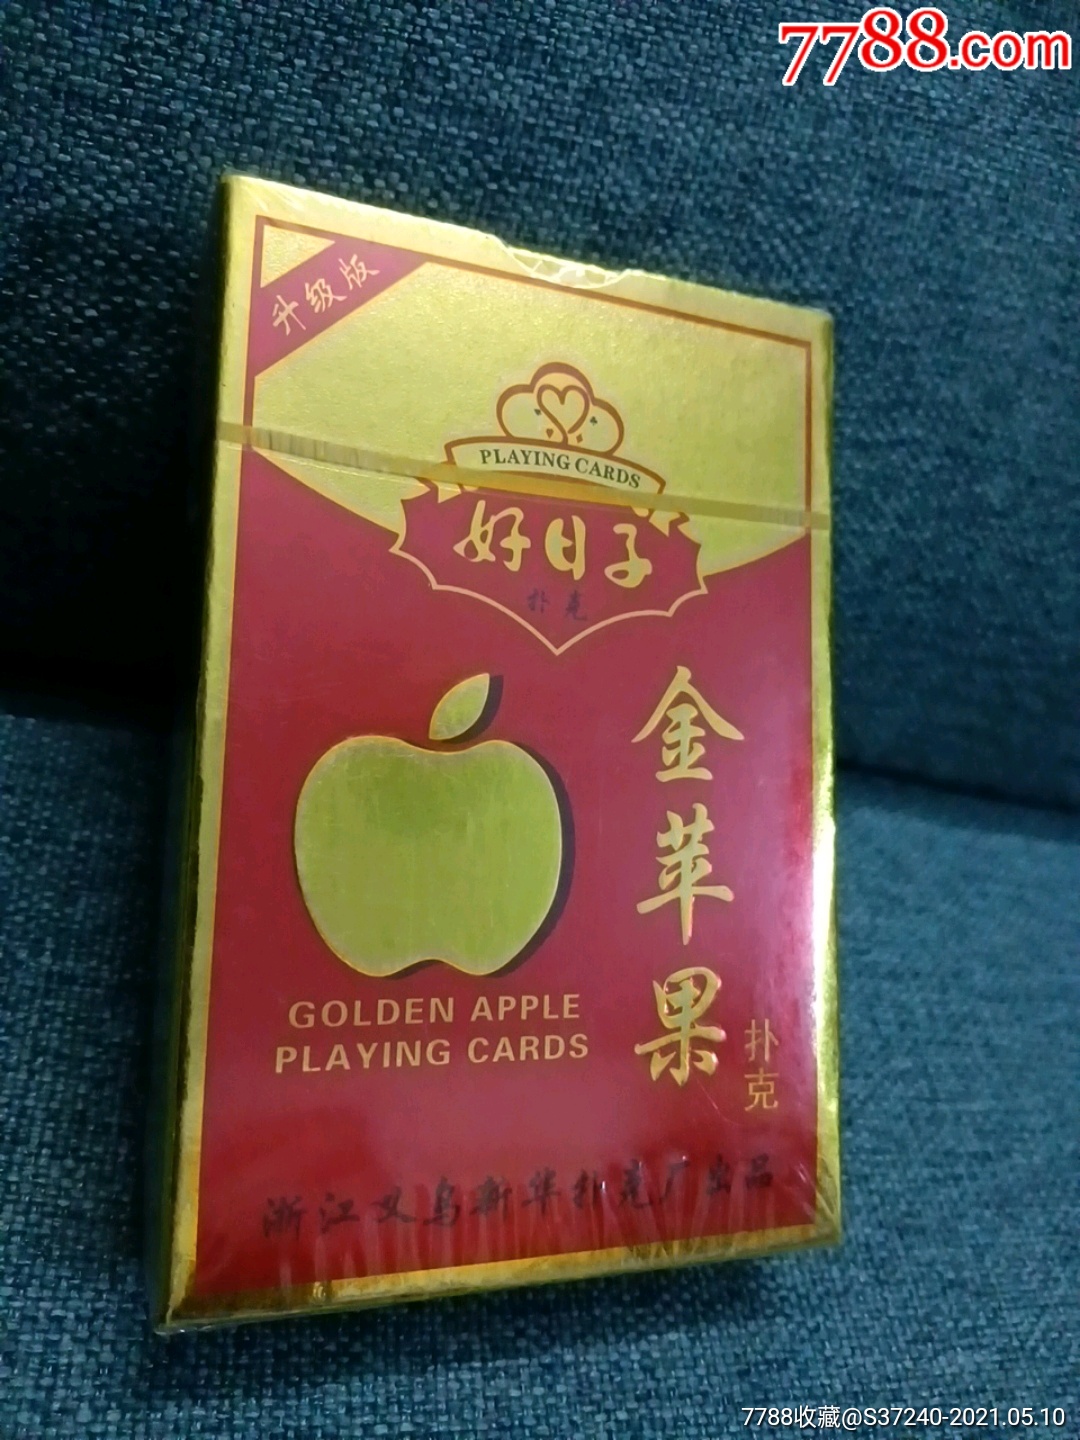 7788.com
升级版
PLAYING CARDS
好日子
扑克
金苹果
扑克
GOLDEN APPLE
PLAYING CARDS
浙江义乌新华扑克厂出品
7788收藏@S37240-2021.05.10